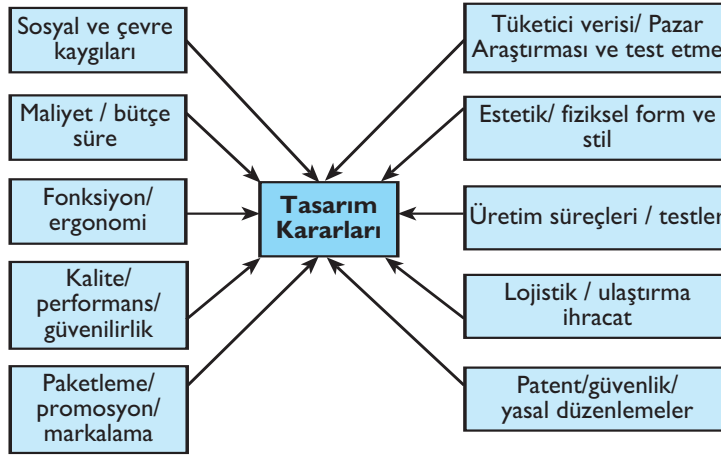 Sosyal ve çevre
kaygıları
Maliyet / bütçe
süre
Fonksiyon/
ergonomi
Kalite/
performans/
güvenilirlik
Paketleme/
promosyon/
markalama
Tasarım
Kararları
Tüketici verisi/ Pazar
Araştırması ve test etme
Estetik/ fiziksel form ve
stil
Üretim süreçleri / testler
Lojistik / ulaştırma
ihracat
Patent/güvenlik/
yasal düzenlemeler